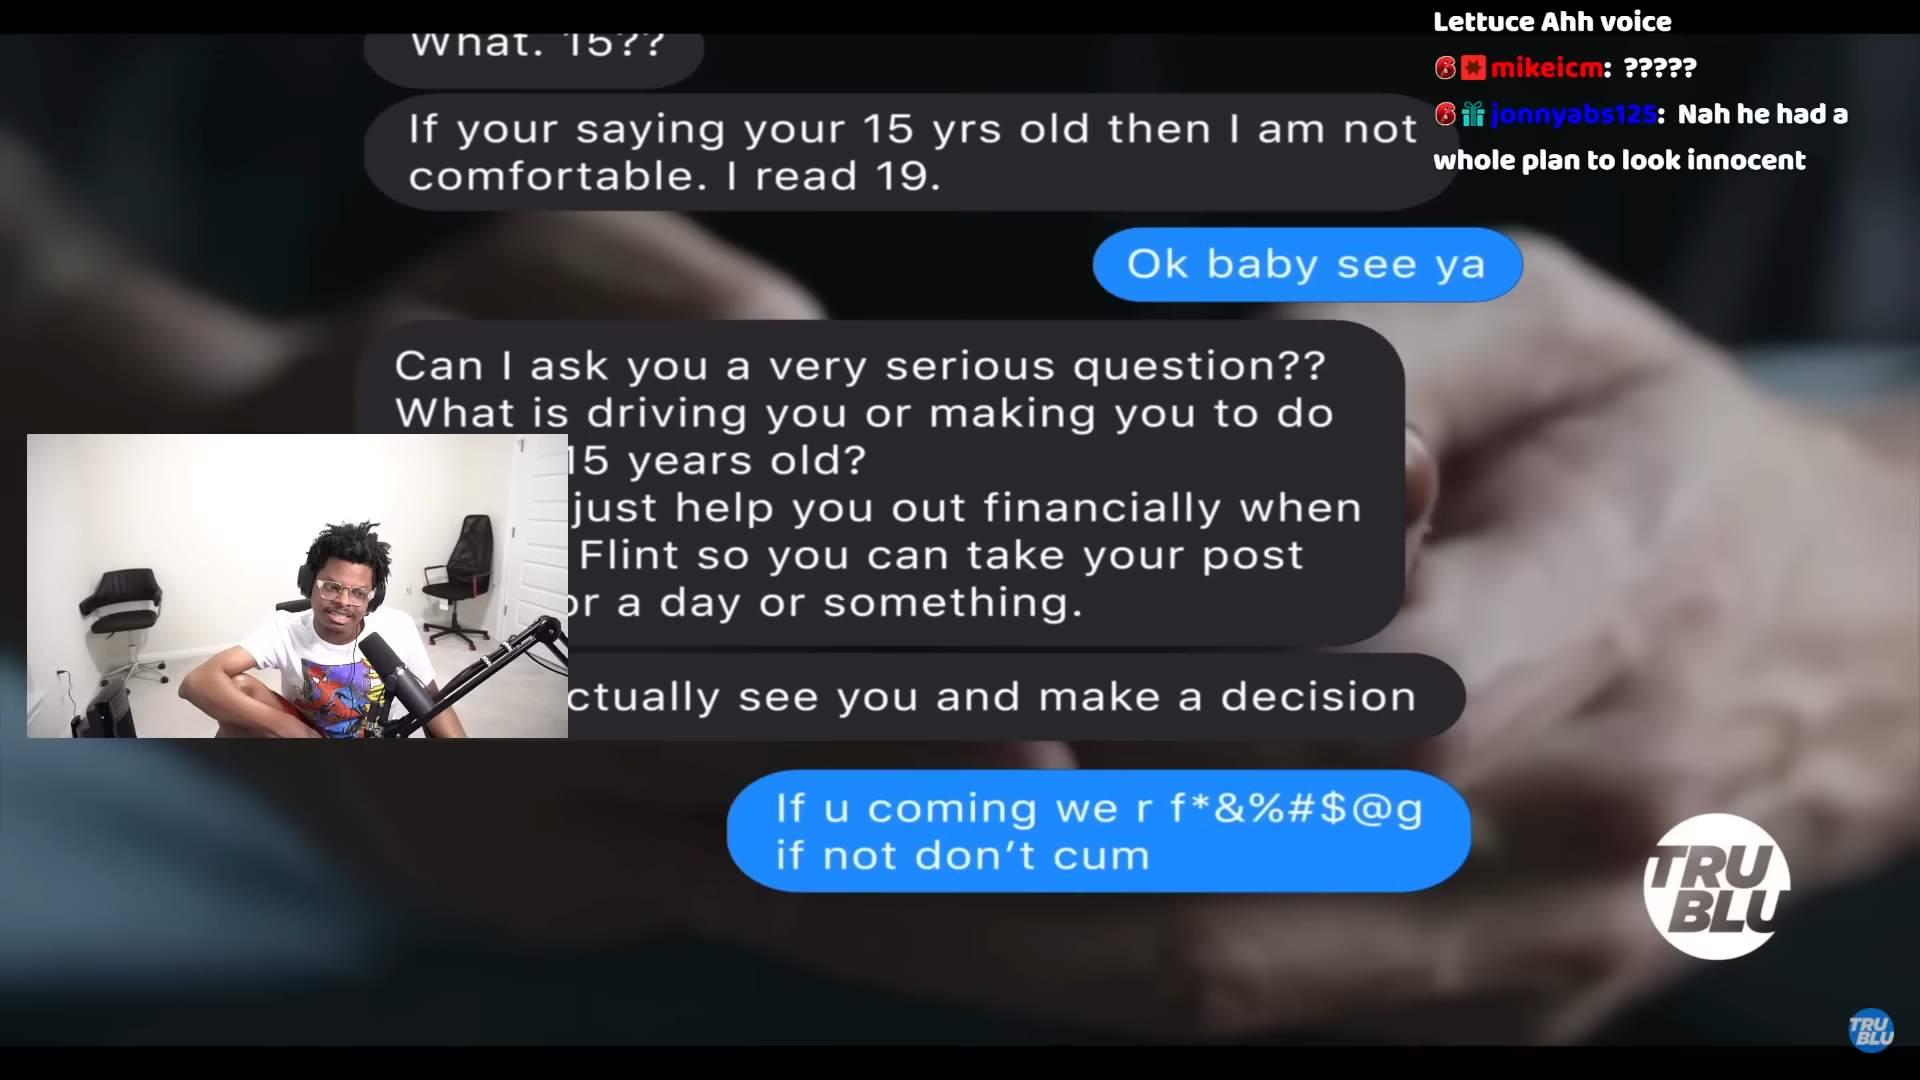 What. 15??
If your saying your 15 yrs old then I am not
comfortable. I read 19.
Ok baby see ya
Can I ask you a very serious question??
What is driving you or making you to do
15 years old?
just help you out financially when
Flint so you can take your post
or a day or something.
see you and make a decision
If u coming we r f*&%#$@g
if not don’t cum
Lettuce Ahh voice
mikeicm: ?????
jonnyabs125: Nah he had a
whole plan to look innocent
TRU
BLU
TRU
BLU